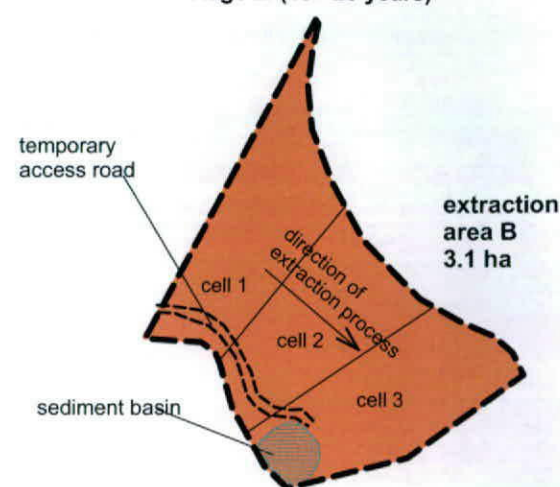 temporary
access road
extraction
area B
3.1 ha
direction of
extraction process
cell 1
cell 2
cell 3
sediment basin